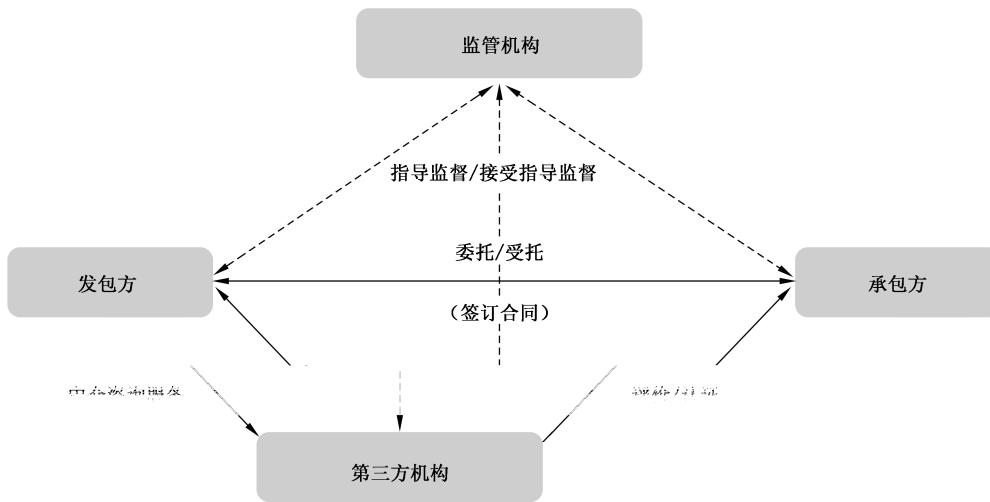 监管机构
指导监督/接受指导监督
委托/受托
发包方
承包方
（签订合同）
第三方机构